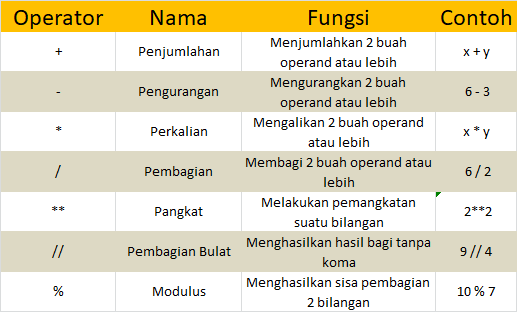 Operator Nama Fungsi Contoh
+ Penjumlahan Menjumlahkan 2 buah operand atau lebih x + y
- Pengurangan Mengurangkan 2 buah operand atau lebih 6 - 3
* Perkalian Mengalikan 2 buah operand atau lebih x * y
/ Pembagian Membagi 2 buah operand atau lebih 6 / 2
** Pangkat Melakukan pemangkatan suatu bilangan 2**2
// Pembagian Bulat Menghasilkan hasil bagi tanpa koma 9 // 4
% Modulus Menghasilkan sisa pembagian 2 bilangan 10 % 7